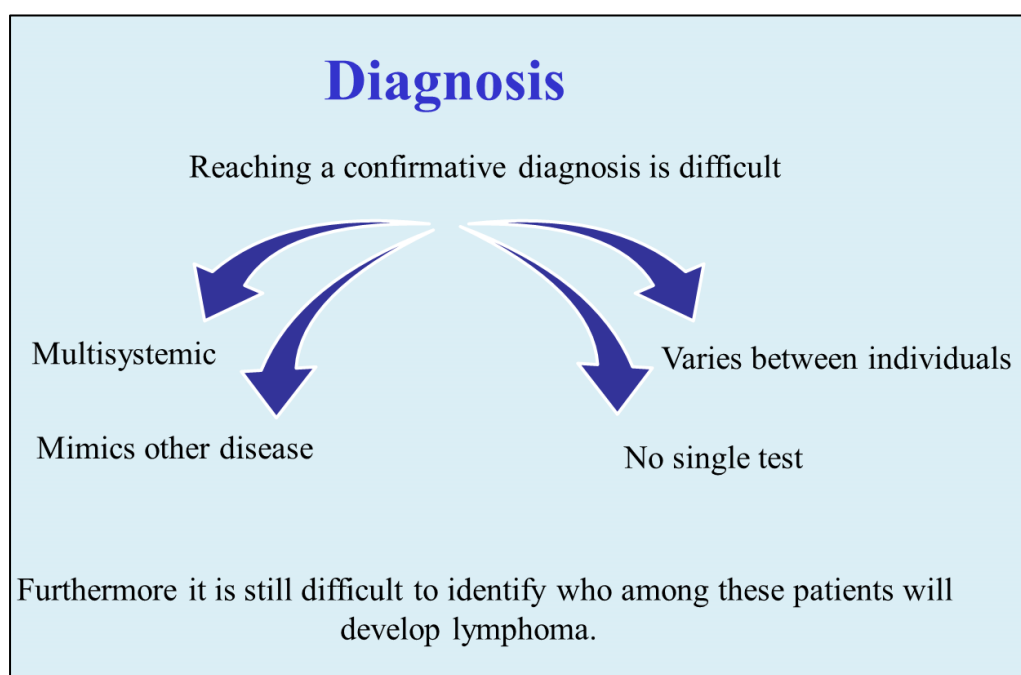 Diagnosis
Reaching a confirmative diagnosis is difficult
Multisystemic
Varies between individuals
Mimics other disease
No single test
Furthermore it is still difficult to identify who among these patients will
develop lymphoma.